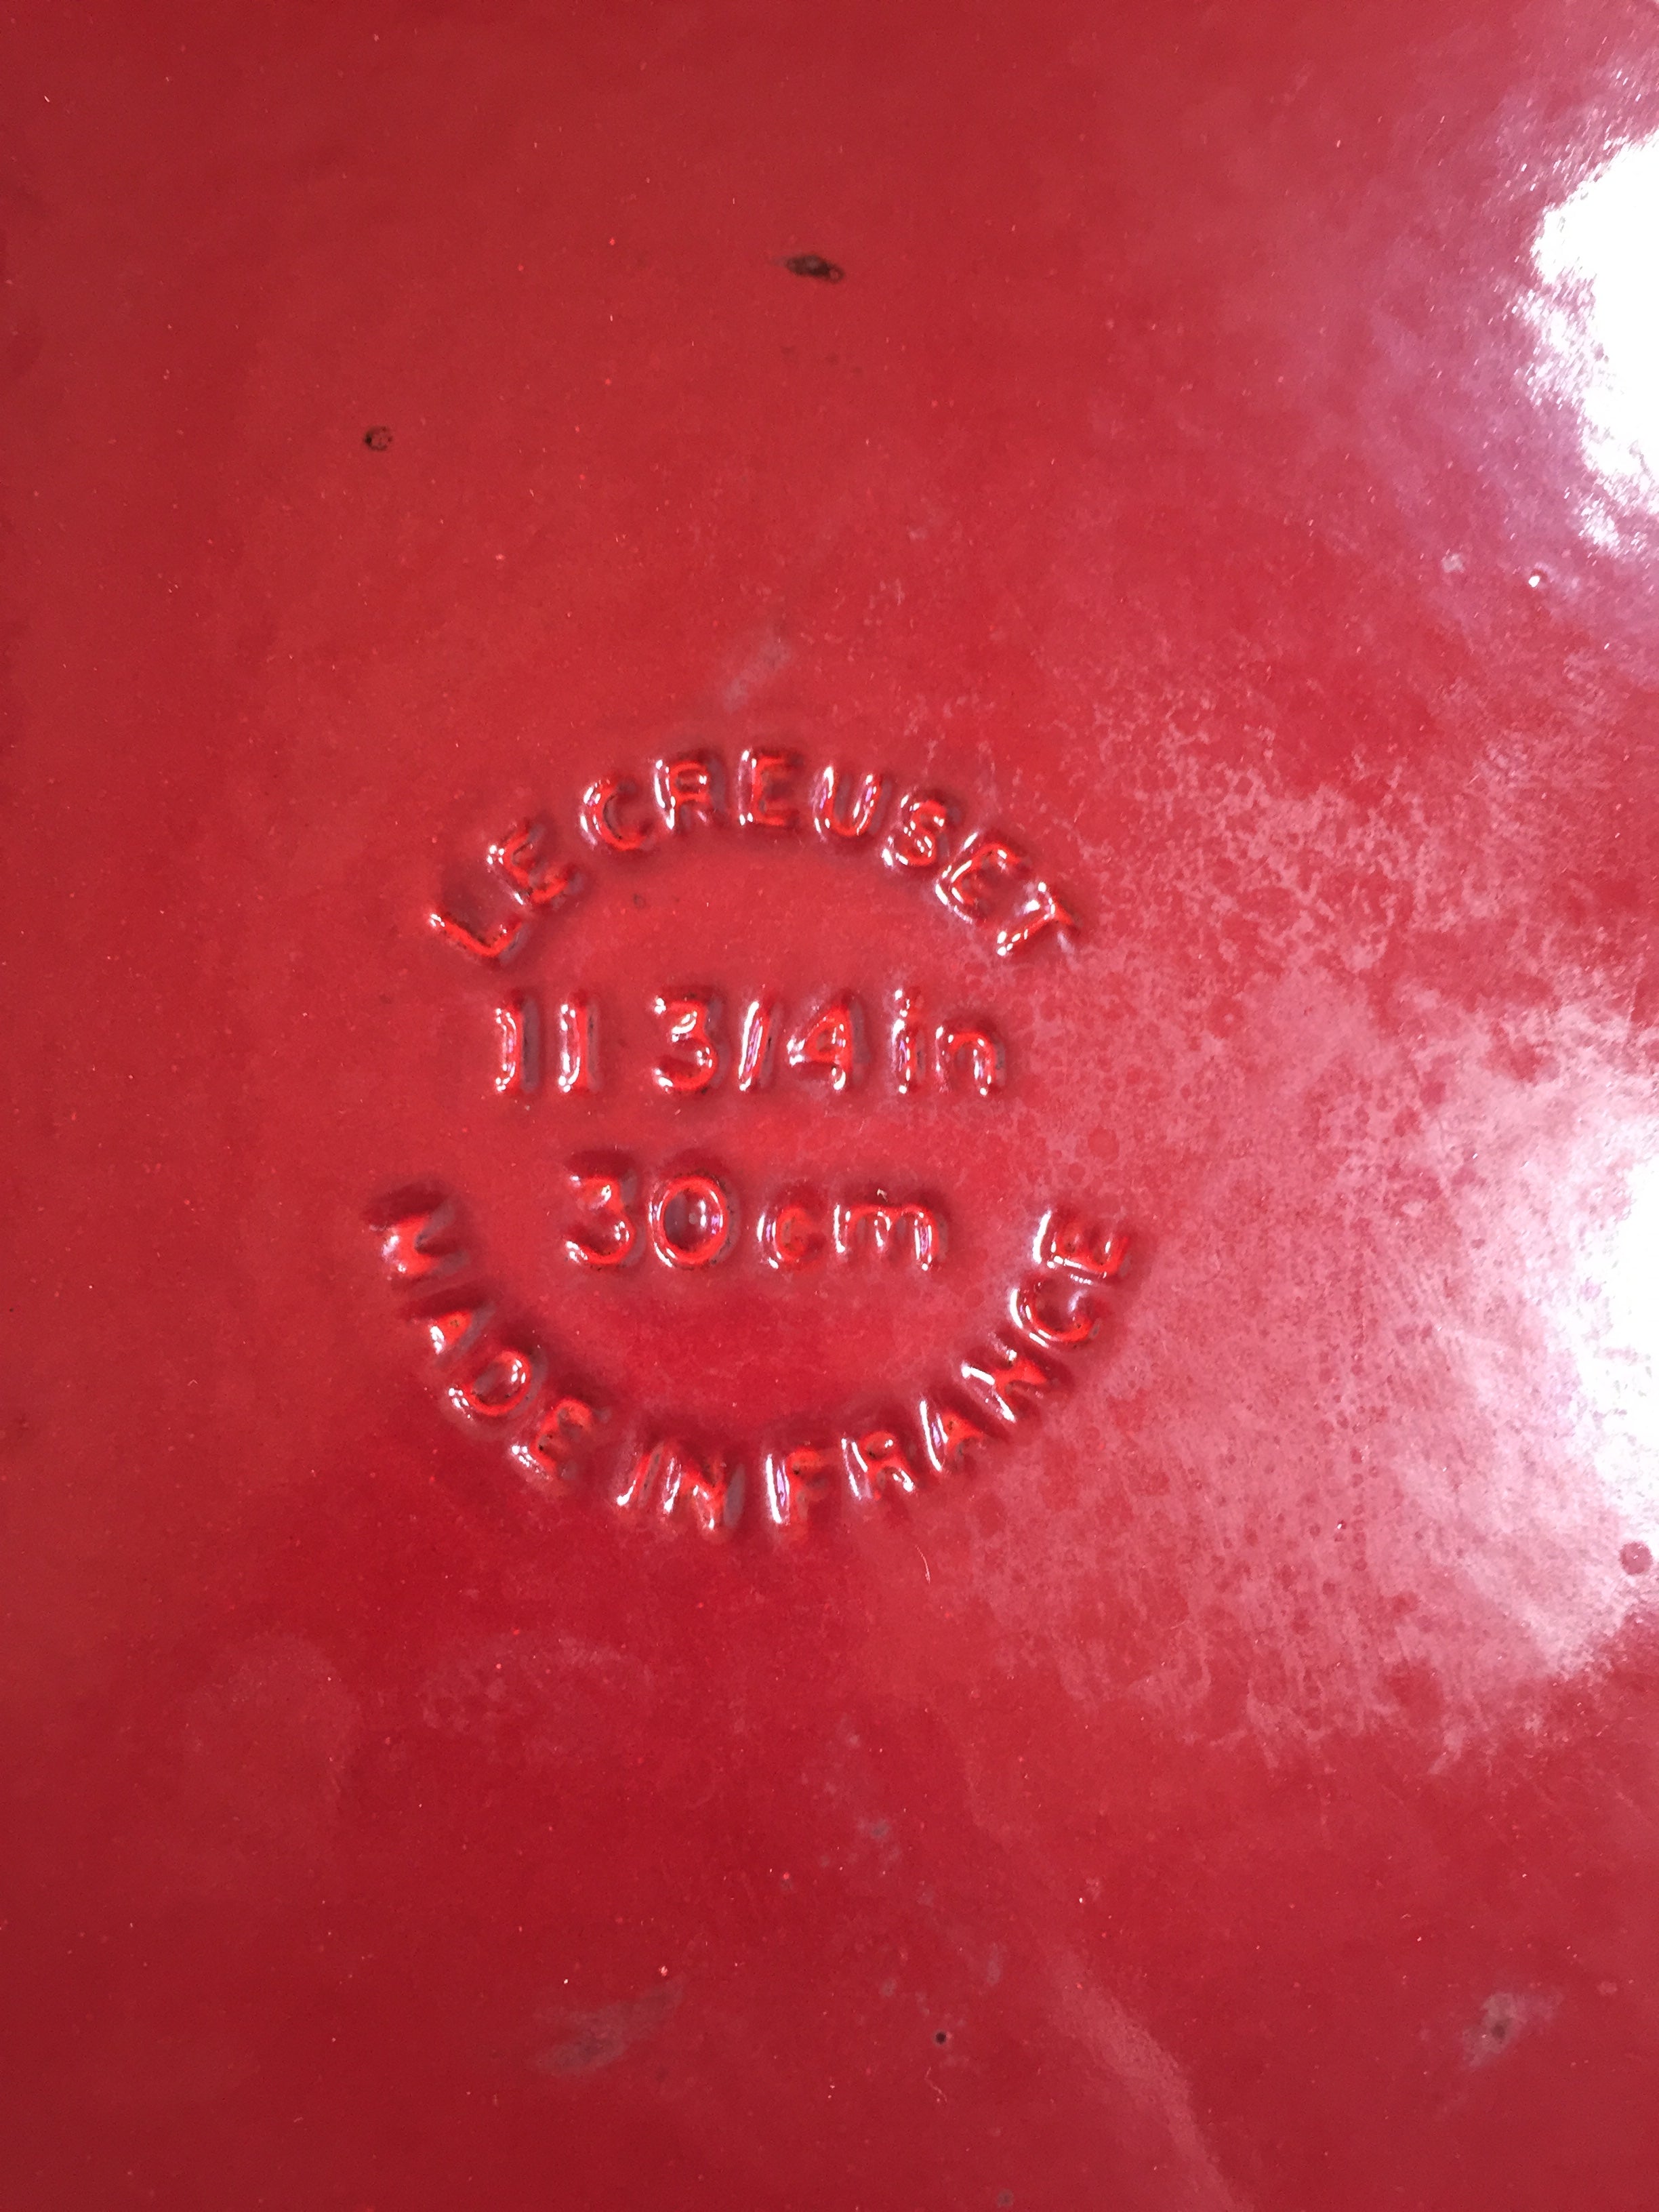 LE CREUSET
11 3/4 in
30 cm
MADE IN FRANCE